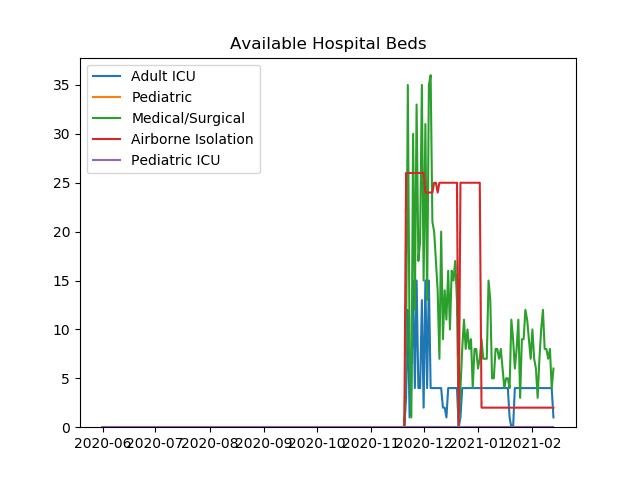 Available Hospital Beds
Adult ICU
Pediatric
Medical/Surgical
Airborne Isolation
Pediatric ICU
35
30
25
20
15
10
5
0
2020-06
2020-07
2020-08
2020-09
2020-10
2020-11
2020-12
2021-01
2021-02